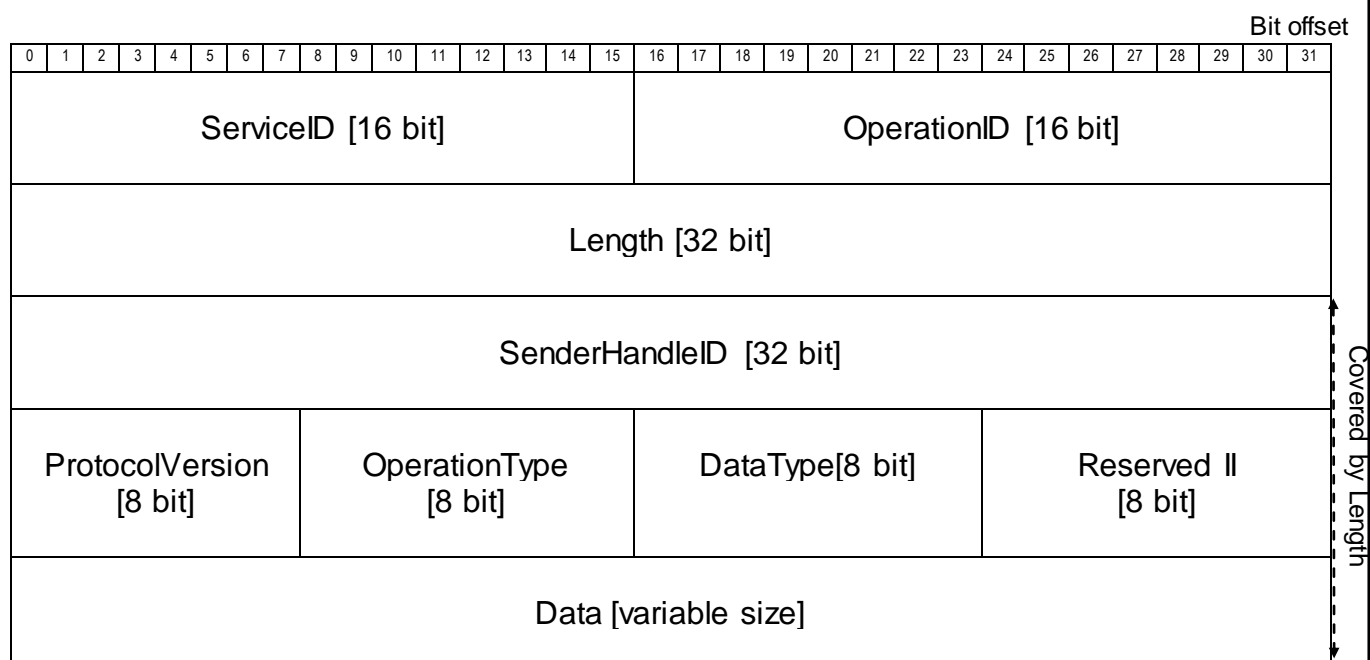 Bit offset
0 1 2 3 4 5 6 7 8 9 10 11 12 13 14 15 16 17 18 19 20 21 22 23 24 25 26 27 28 29 30 31
ServiceID [16 bit] OperationID [16 bit]
Length [32 bit]
SenderHandleID [32 bit]
ProtocolVersion
[8 bit]
OperationType
[8 bit]
DataType[8 bit]
Reserved II
[8 bit]
Data [variable size]
Covered by Length